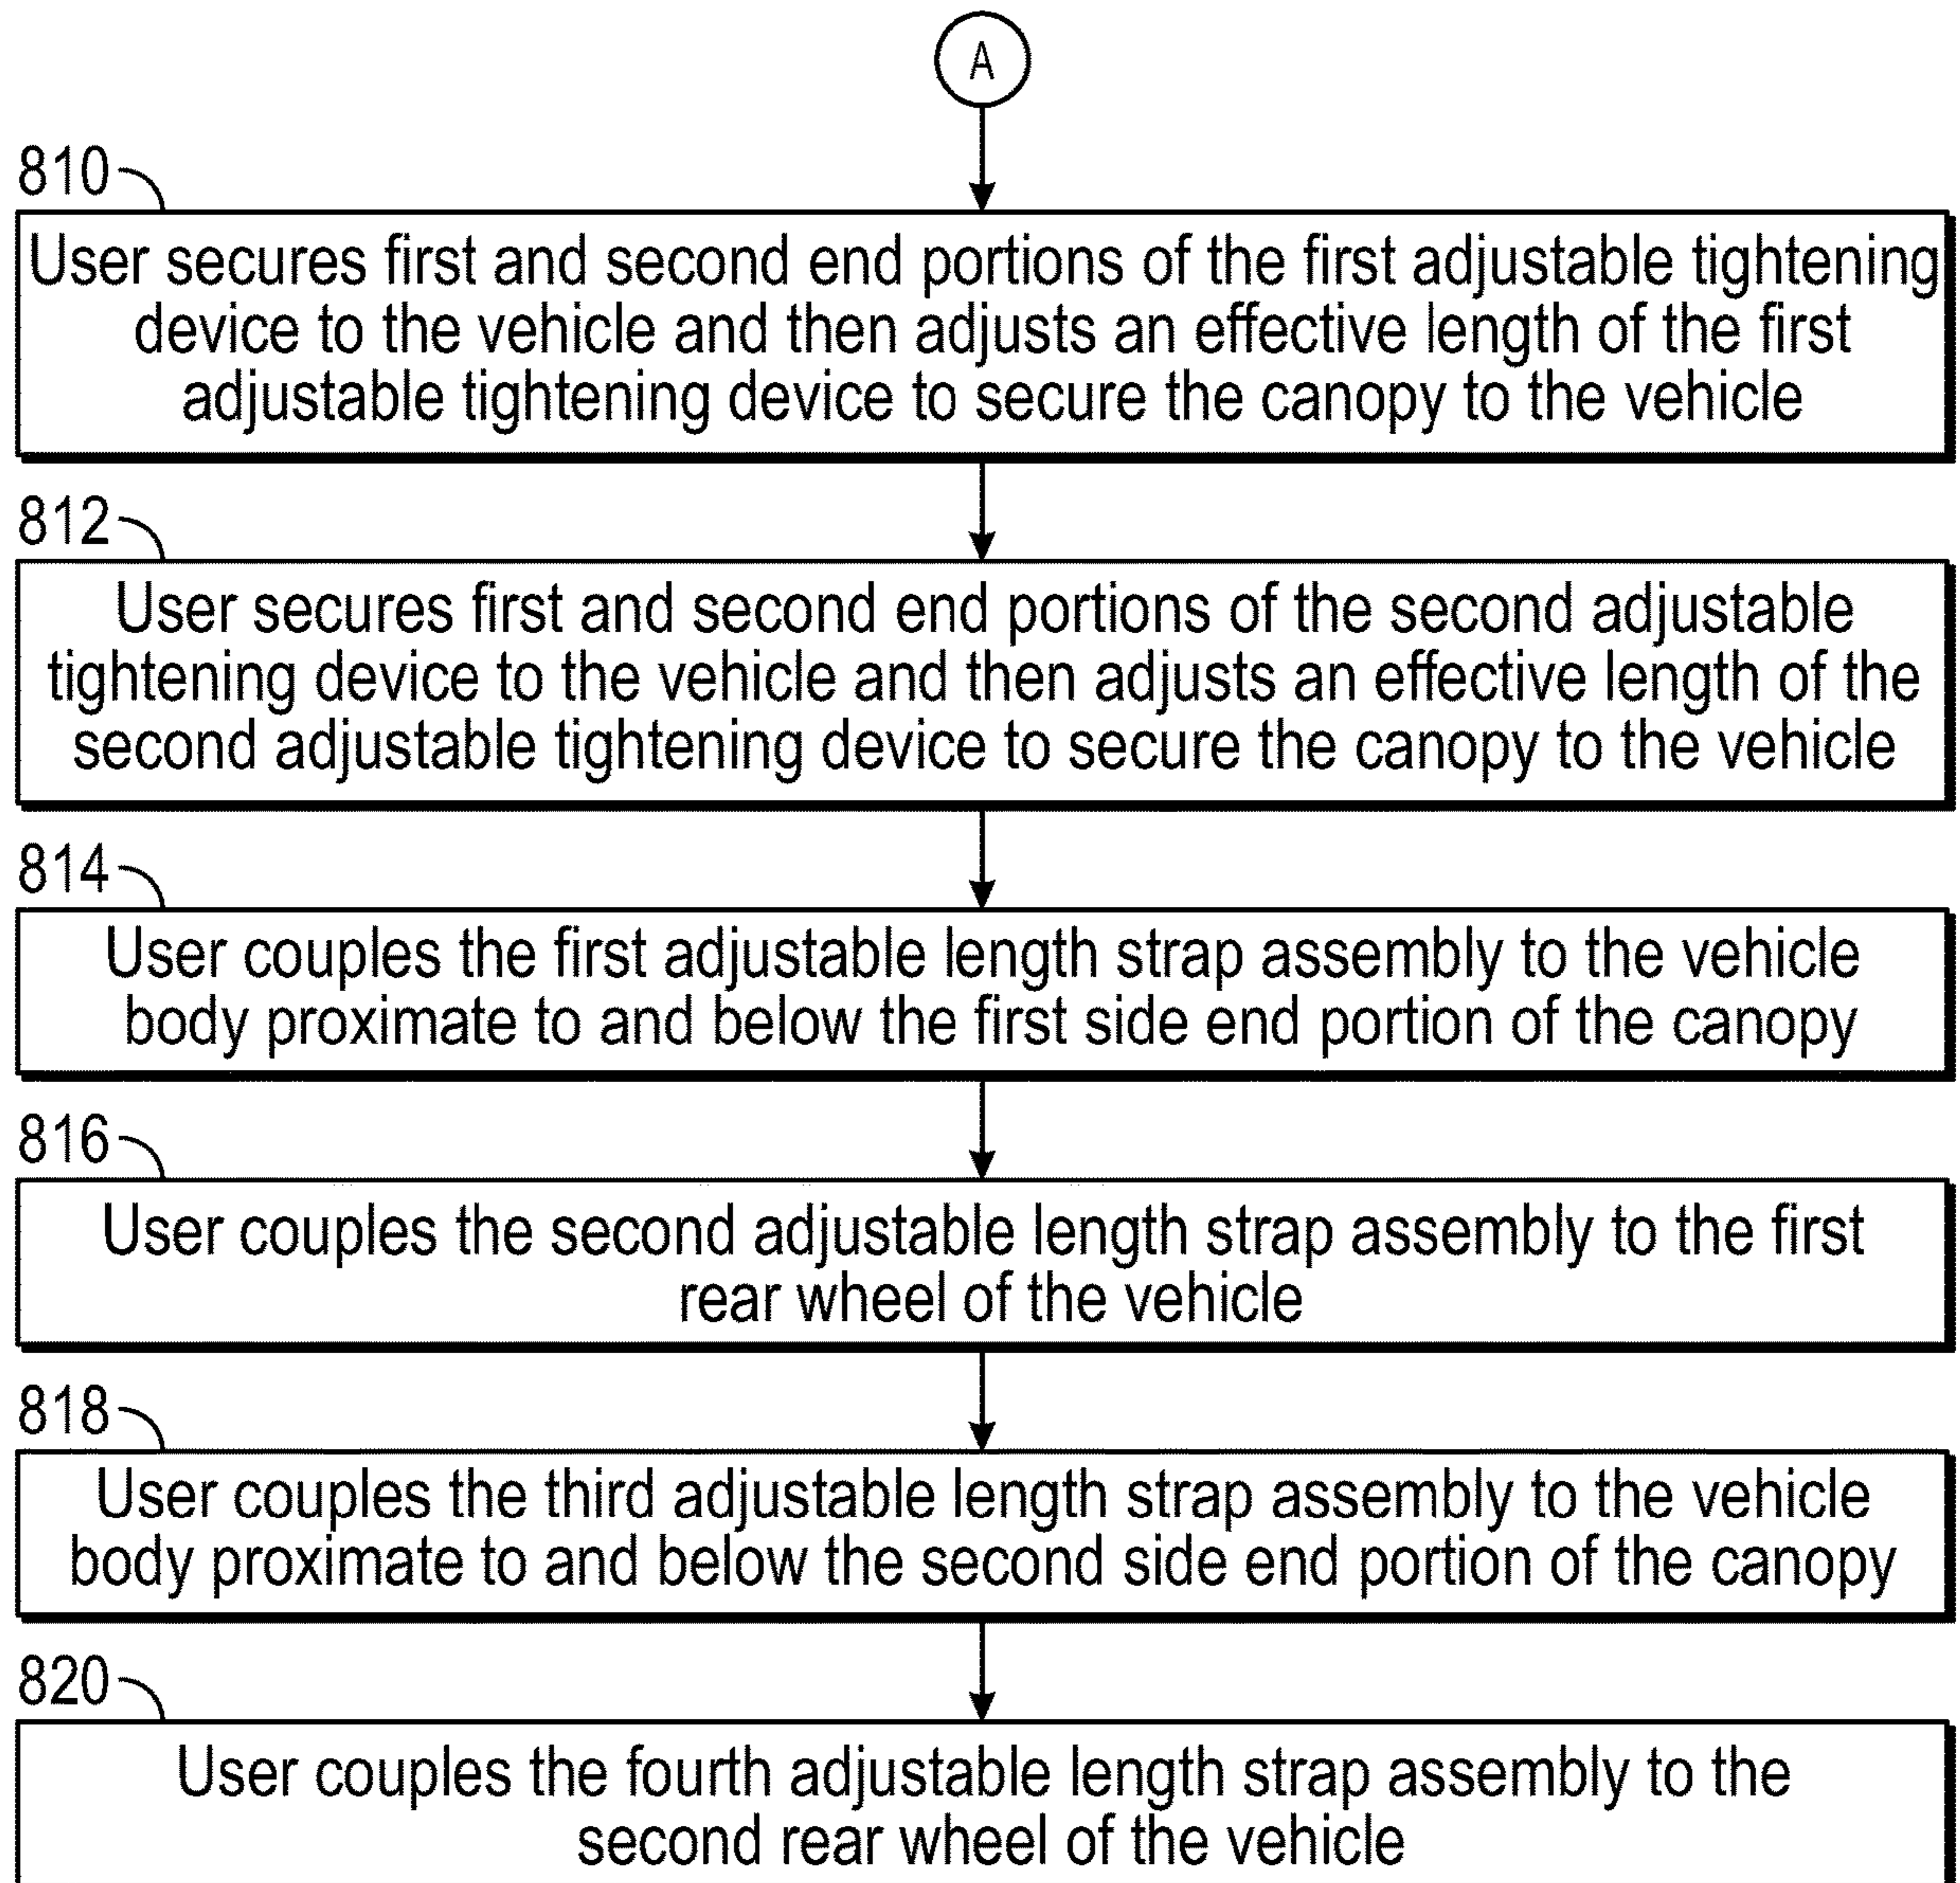 A
810
User secures first and second end portions of the first adjustable tightening
device to the vehicle and then adjusts an effective length of the first
adjustable tightening device to secure the canopy to the vehicle
812
User secures first and second end portions of the second adjustable
tightening device to the vehicle and then adjusts an effective length of the
second adjustable tightening device to secure the canopy to the vehicle
814
User couples the first adjustable length strap assembly to the vehicle
body proximate to and below the first side end portion of the canopy
816
User couples the second adjustable length strap assembly to the first
rear wheel of the vehicle
818
User couples the third adjustable length strap assembly to the vehicle
body proximate to and below the second side end portion of the canopy
820
User couples the fourth adjustable length strap assembly to the
second rear wheel of the vehicle